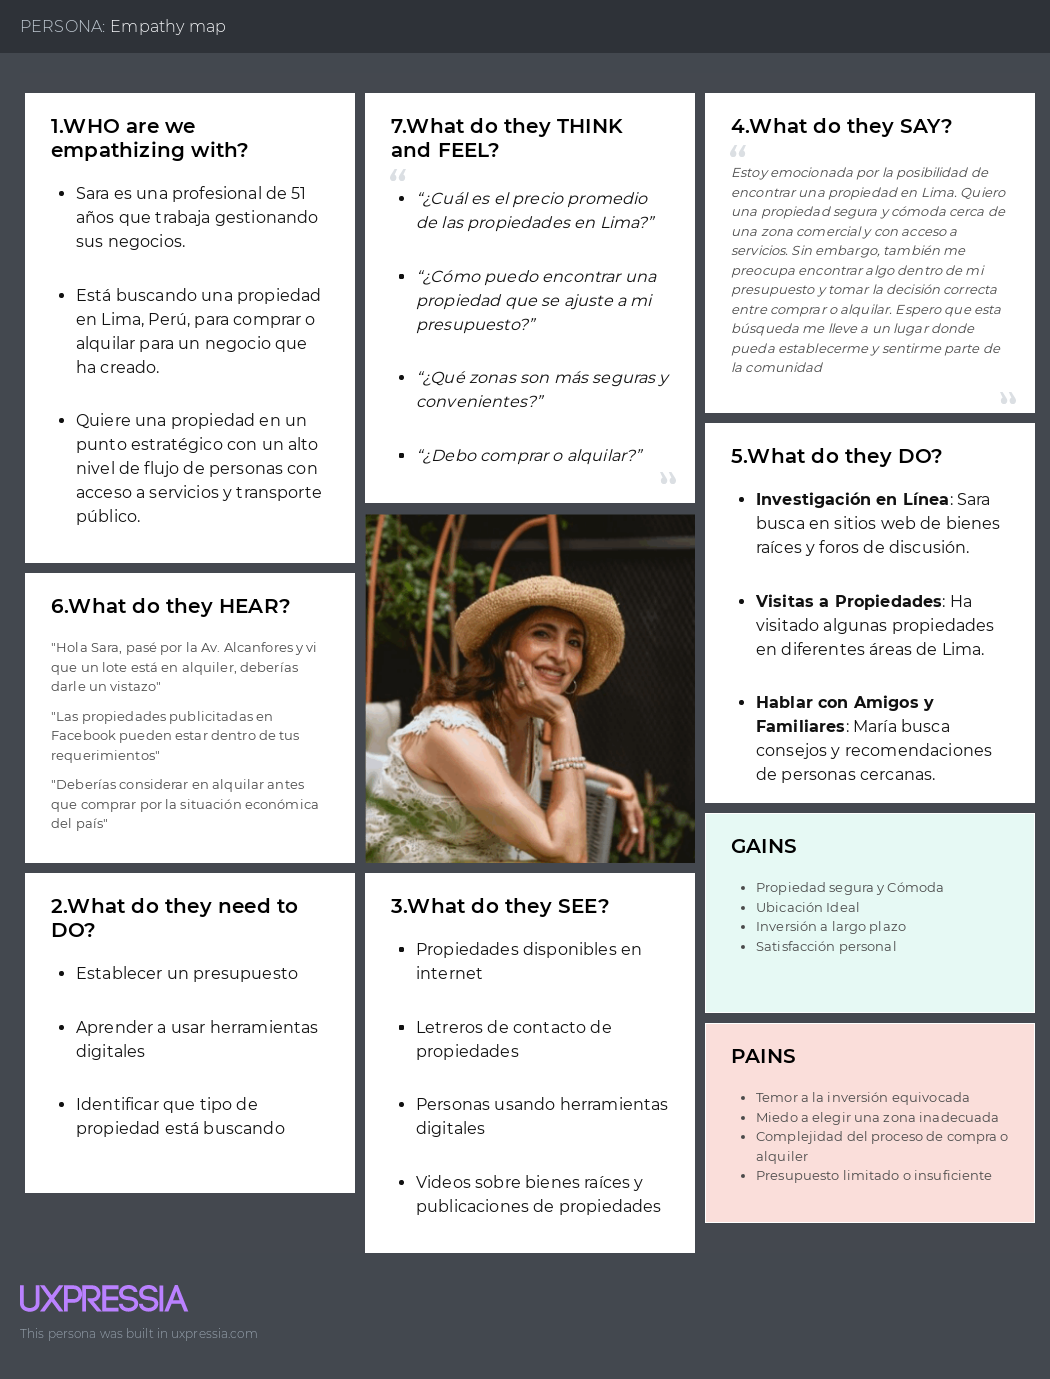 PERSONA: Empathy map
1.WHO are we
empathizing with?
• Sara es una profesional de 51
años que trabaja gestionando
sus negocios.
• Está buscando una propiedad
en Lima, Perú, para comprar o
alquilar para un negocio que
ha creado.
• Quiere una propiedad en un
punto estratégico con un alto
nivel de flujo de personas con
acceso a servicios y transporte
público.
6.What do they HEAR?
"Hola Sara, pasé por la Av. Alcanfores y vi
que un lote está en alquiler, deberías
darle un vistazo"
"Las propiedades publicitadas en
Facebook pueden estar dentro de tus
requerimientos"
"Deberías considerar en alquilar antes
que comprar por la situación económica
del país"
2.What do they need to
DO?
• Establecer un presupuesto
• Aprender a usar herramientas
digitales
• Identificar que tipo de
propiedad está buscando
7.What do they THINK
and FEEL?
“
• “¿Cuál es el precio promedio
de las propiedades en Lima?”
• “¿Cómo puedo encontrar una
propiedad que se ajuste a mi
presupuesto?”
• “¿Qué zonas son más seguras y
convenientes?”
• “¿Debo comprar o alquilar?”
”
3.What do they SEE?
• Propiedades disponibles en
internet
• Letreros de contacto de
propiedades
• Personas usando herramientas
digitales
• Videos sobre bienes raíces y
publicaciones de propiedades
4.What do they SAY?
“
Estoy emocionada por la posibilidad de
encontrar una propiedad en Lima. Quiero
una propiedad segura y cómoda cerca de
una zona comercial y con acceso a
servicios. Sin embargo, también me
preocupa encontrar algo dentro de mi
presupuesto y tomar la decisión correcta
entre comprar o alquilar. Espero que esta
búsqueda me lleve a un lugar donde
pueda establecerme y sentirme parte de
la comunidad
”
5.What do they DO?
• Investigación en Línea: Sara
busca en sitios web de bienes
raíces y foros de discusión.
• Visitas a Propiedades: Ha
visitado algunas propiedades
en diferentes áreas de Lima.
• Hablar con Amigos y
Familiares: María busca
consejos y recomendaciones
de personas cercanas.
GAINS
• Propiedad segura y Cómoda
• Ubicación Ideal
• Inversión a largo plazo
• Satisfacción personal
PAINS
• Temor a la inversión equivocada
• Miedo a elegir una zona inadecuada
• Complejidad del proceso de compra o
alquiler
• Presupuesto limitado o insuficiente
UXPRESSIA
This persona was built in uxpressia.com